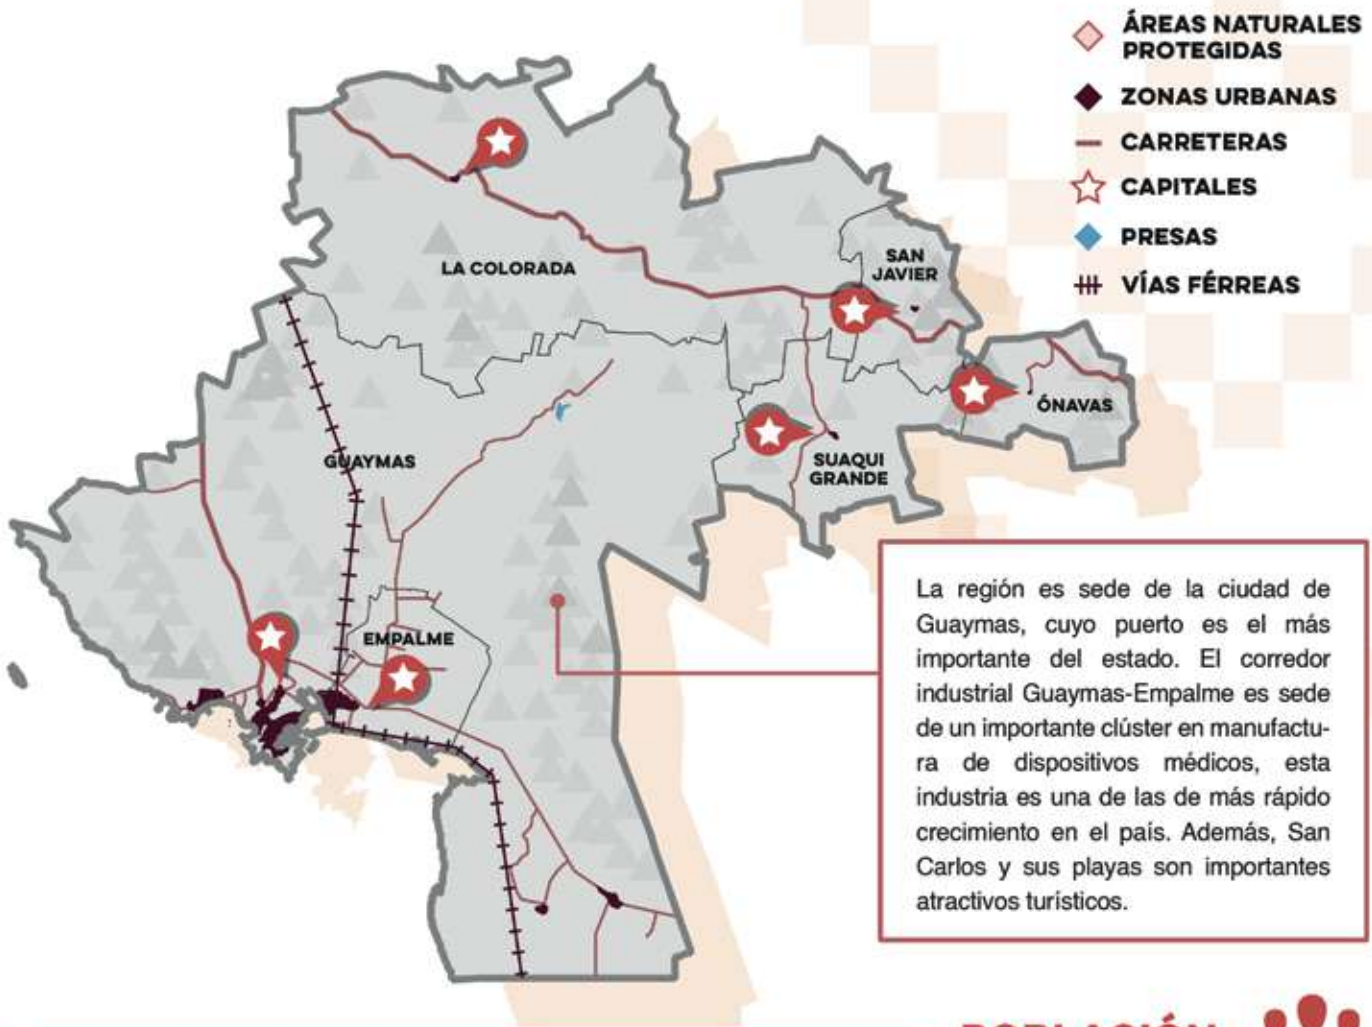 ÁREAS NATURALES
PROTEGIDAS
ZONAS URBANAS
CARRETERAS
CAPITALES
PRESAS
VÍAS FÉRREAS
LA COLORADA
SAN
JAVIER
ÓNAVAS
GUAYMAS
SUAQUI
GRANDE
EMPALME
La región es sede de la ciudad de
Guaymas, cuyo puerto es el más
importante del estado. El corredor
industrial Guaymas-Empalme es sede
de un importante clúster en manufactu-
ra de dispositivos médicos, esta
industria es una de las de más rápido
crecimiento en el país. Además, San
Carlos y sus playas son importantes
atractivos turísticos.
POBLACIÓN